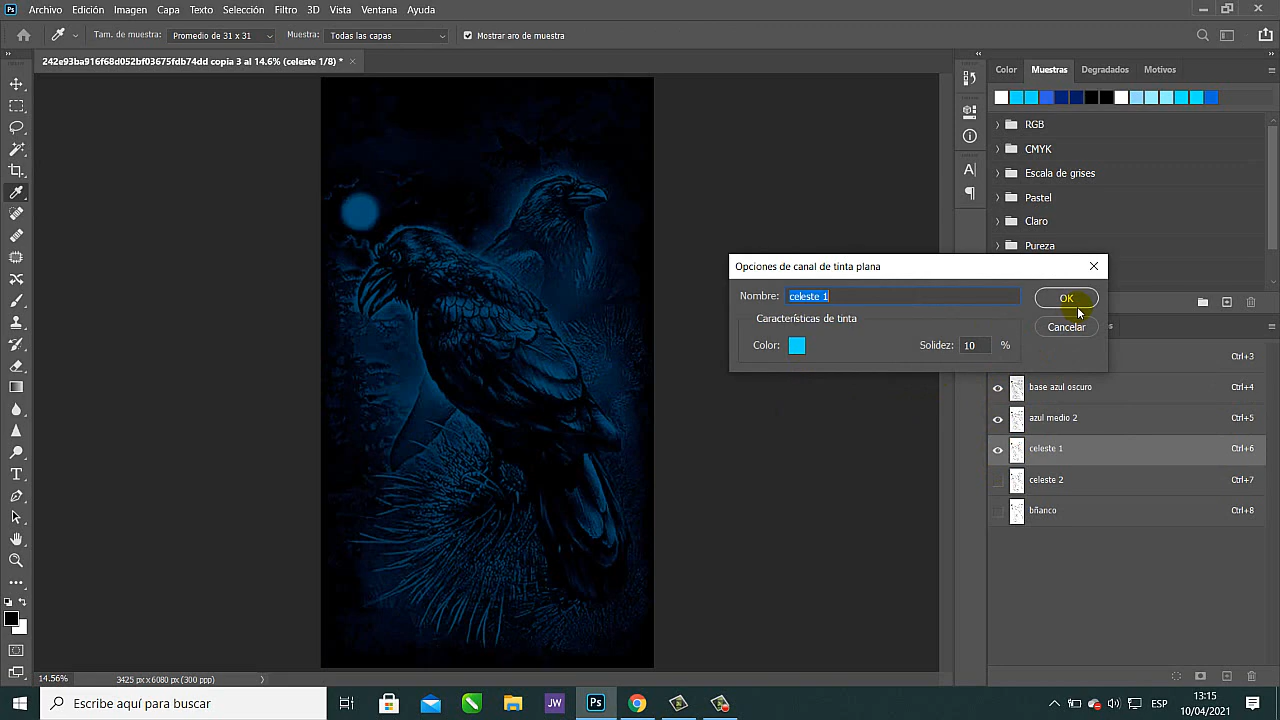 Ps Archivo Edición Imagen Capa Texto Selección Filtro 3D Vista Ventana Ayuda
Tam. de muestra: Promedio de 31 x 31 Muestra: Todas las capas Mostrar aro de muestra
242e93ba916f68d052bf03675fdb74dd copia 3 al 14.6% (celeste 1/8) *
Color Muestras Degradados Motivos
RGB
CMYK
Escala de grises
Pastel
Claro
Pureza
Opciones de canal de tinta plana
Nombre: celeste 1 OK
Características de tinta
Cancelar
Color: Solidez: 10 %
Ctrl+3
base azul oscuro Ctrl+4
azul medio 2 Ctrl+5
celeste 1 Ctrl+6
celeste 2 Ctrl+7
bñanco Ctrl+8
14.56% 3425 px x 6080 px (300 ppp)
Escribe aquí para buscar
JW
Ps
ESP
13:15
10/04/2021